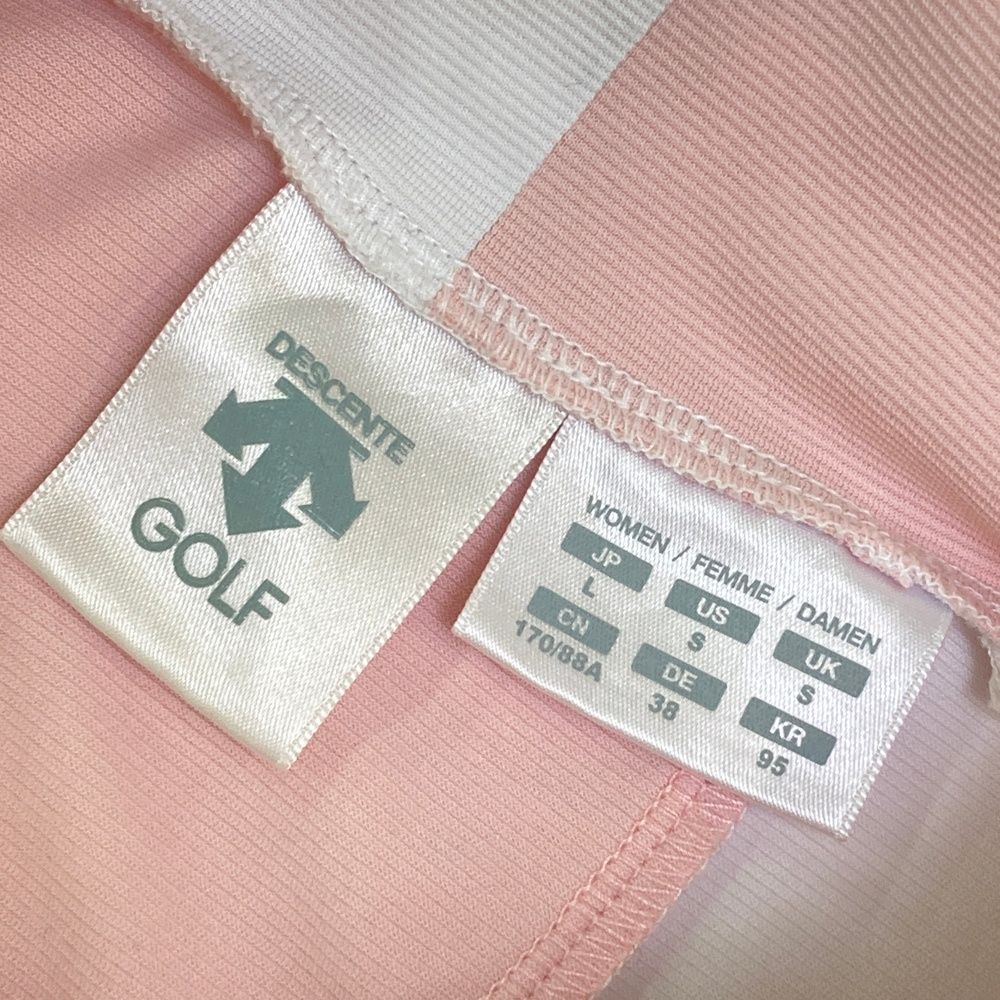 DESCENTE
GOLF
WOMEN / FEMME / DAMEN
JP US UK
L S S
CN DE KR
170/88A 38 95